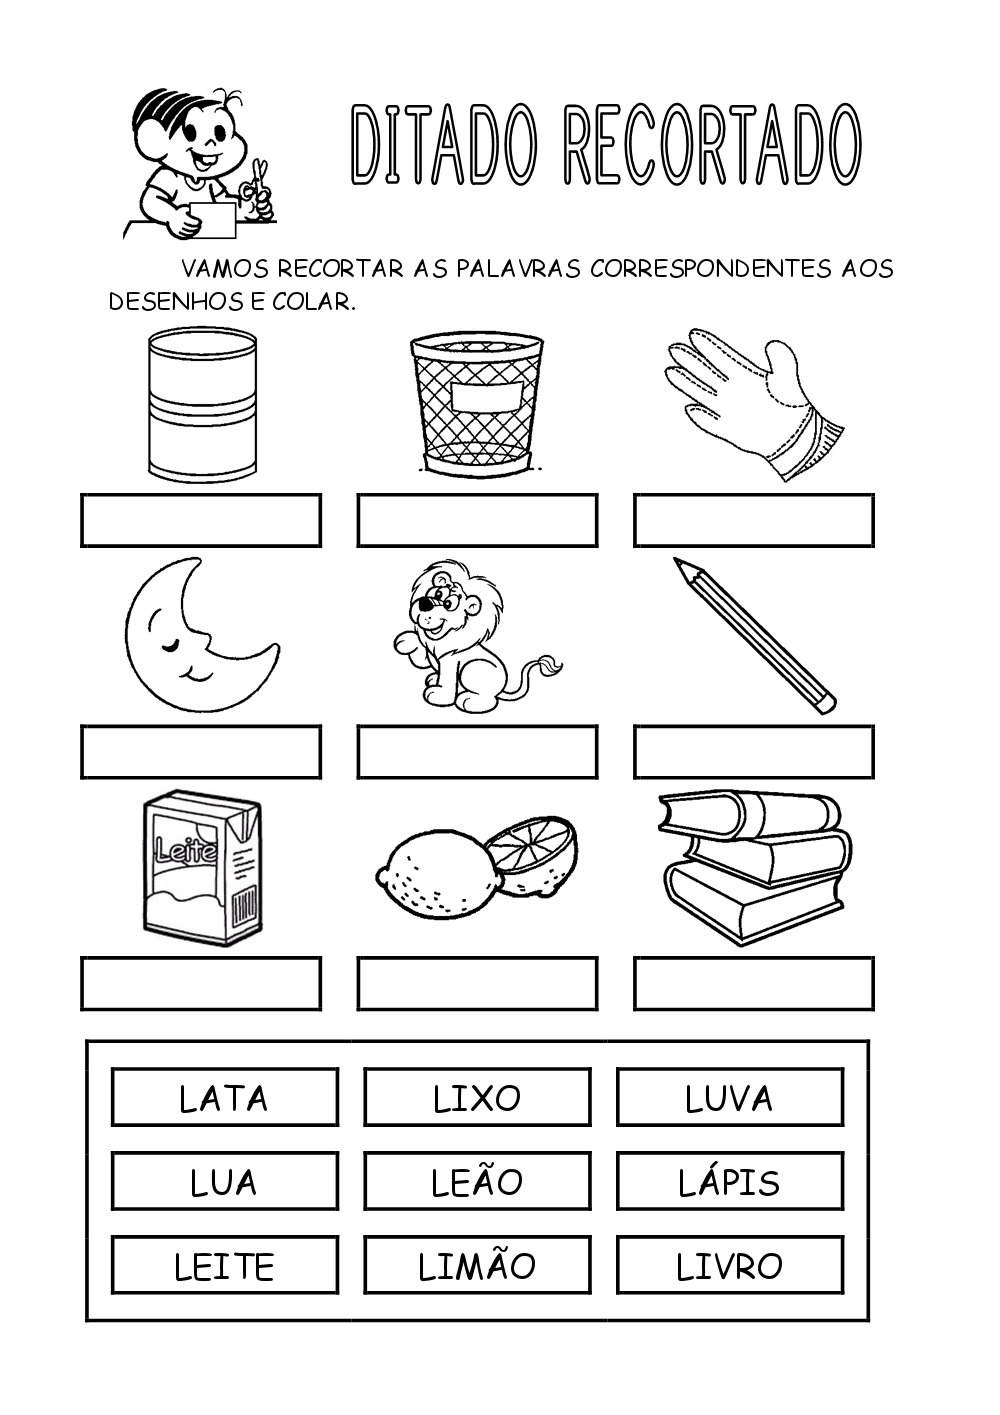 DITADO RECORTADO
VAMOS RECORTAR AS PALAVRAS CORRESPONDENTES AOS
DESENHOS E COLAR.
Leite
LATA
LIXO
LUVA
LUA
LEÃO
LÁPIS
LEITE
LIMÃO
LIVRO